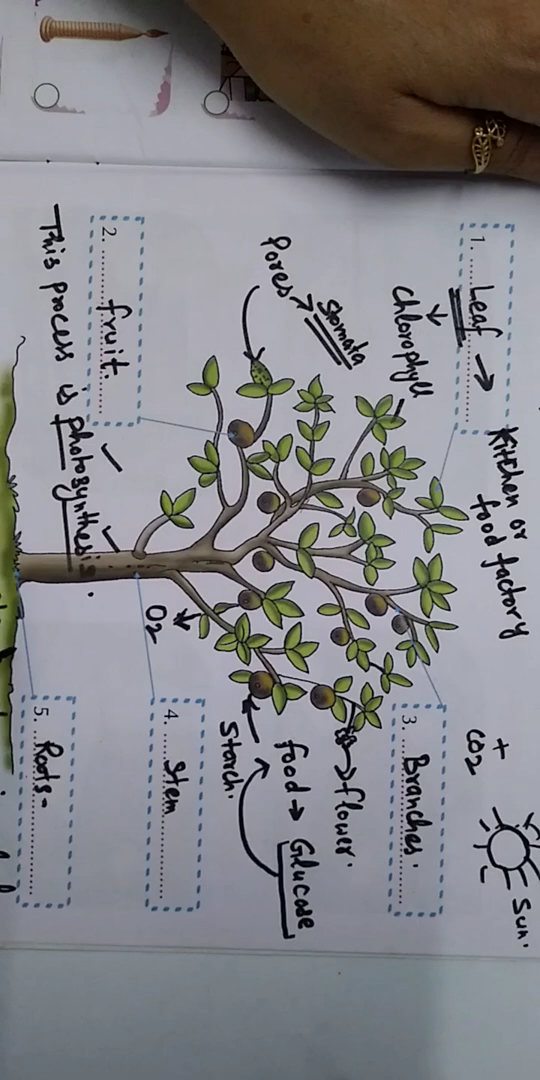 Sun.
CO2
+
1. Leaf → Kitchen or
food factory
chlorophyll
Stomata
Pores
3. Branches.
→ flower.
food → Glucose
Starch.
2. fruit.
O2
4. Stem
This process is photosynthesis.
5. Roots-